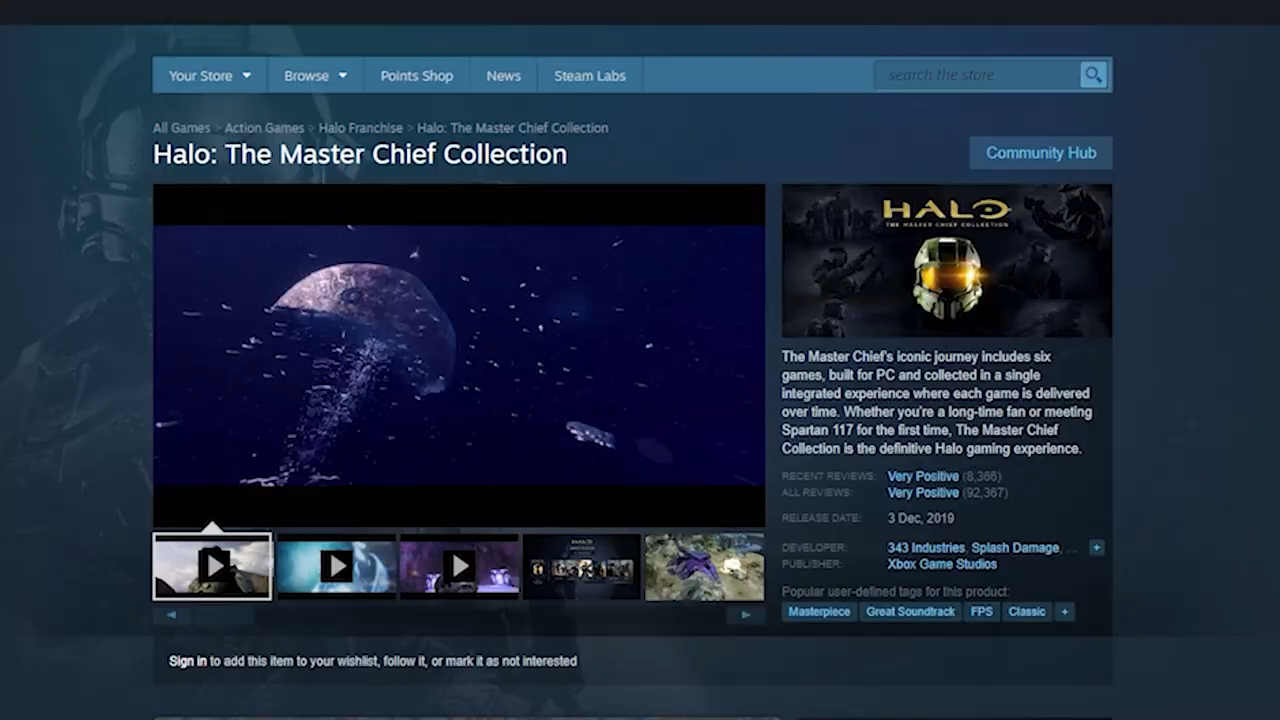 Your Store
Browse
Points Shop
News
Steam Labs
search the store
All Games > Action Games > Halo Franchise > Halo: The Master Chief Collection
Halo: The Master Chief Collection
Community Hub
HALO
THE MASTER CHIEF COLLECTION
The Master Chief's iconic journey includes six
games, built for PC and collected in a single
integrated experience where each game is delivered
over time. Whether you're a long-time fan or meeting
Spartan 117 for the first time, The Master Chief
Collection is the definitive Halo gaming experience.
RECENT REVIEWS: Very Positive (8,366)
ALL REVIEWS: Very Positive (92,367)
RELEASE DATE: 3 Dec, 2019
DEVELOPER: 343 Industries, Splash Damage, ... +
PUBLISHER: Xbox Game Studios
Popular user-defined tags for this product:
Masterpiece Great Soundtrack FPS Classic +
Sign in to add this item to your wishlist, follow it, or mark it as not interested